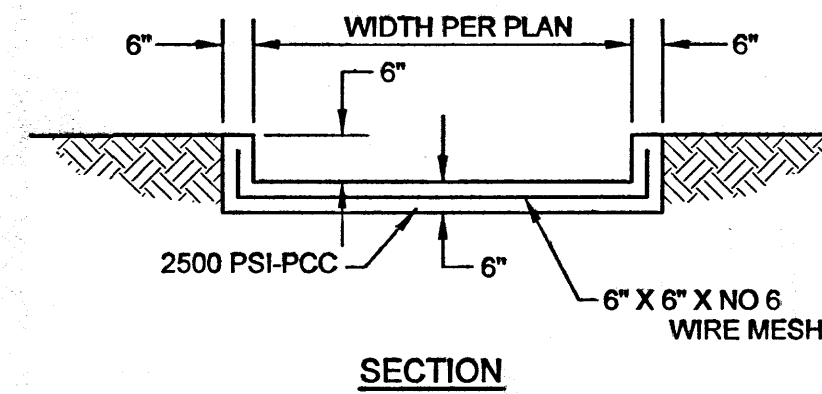 WIDTH PER PLAN
6"
6"
6"
2500 PSI-PCC
6"
6" X 6" X NO 6
WIRE MESH
SECTION